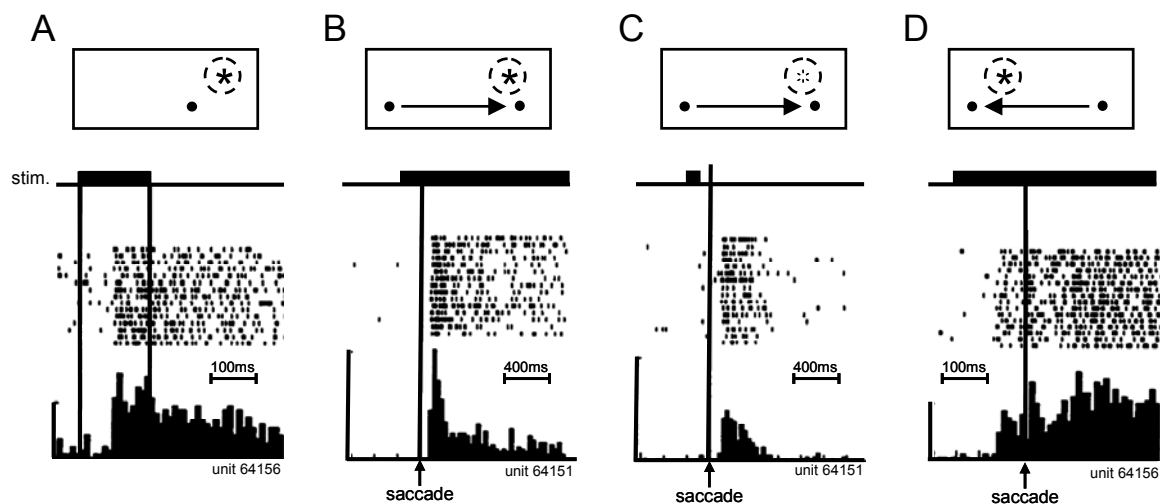 A
B
C
D
stim.
100ms
400ms
400ms
100ms
unit 64156
unit 64151
unit 64151
unit 64156
saccade
saccade
saccade